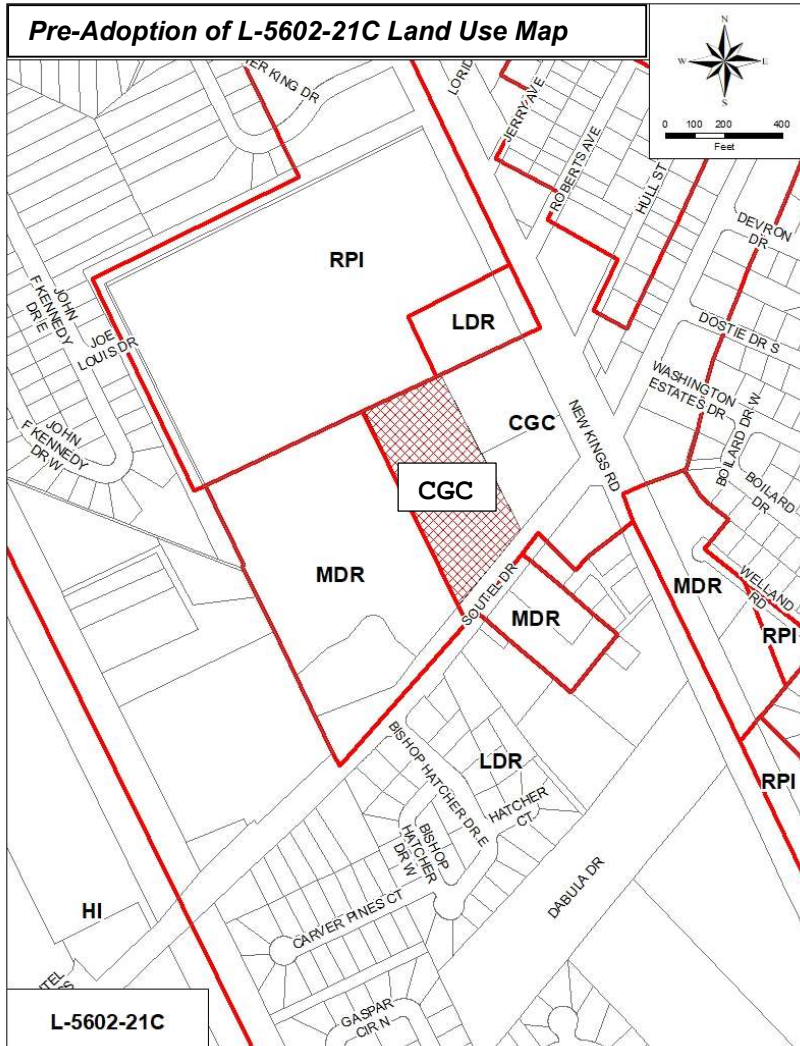 Pre-Adoption of L-5602-21C Land Use Map
N
W
E
S
0 100 200 400
Feet
ER KING DR
LORID
JERRY AVE
ROBERTS AVE
HULL ST
DEVRON
DR
RPI
JOHN
F KENNEDY
DR E
JOE
LOUIS DR
LDR
DOSTIE DR S
WASHINGTON
ESTATES DR
NEW KINGS RD
BOILARD DR W
CGC
JOHN
F KENNEDY
DR W
CGC
BOILARD
DR
MDR
SOUTEL DR
MDR
MDR
WELLAND
RD
RPI
BISHOP HATCHER DR E
LDR
HATCHER
CT
RPI
BISHOP
HATCHER
DR W
DABULA DR
HI
CARVER PINES CT
GASPAR
CIR N
L-5602-21C